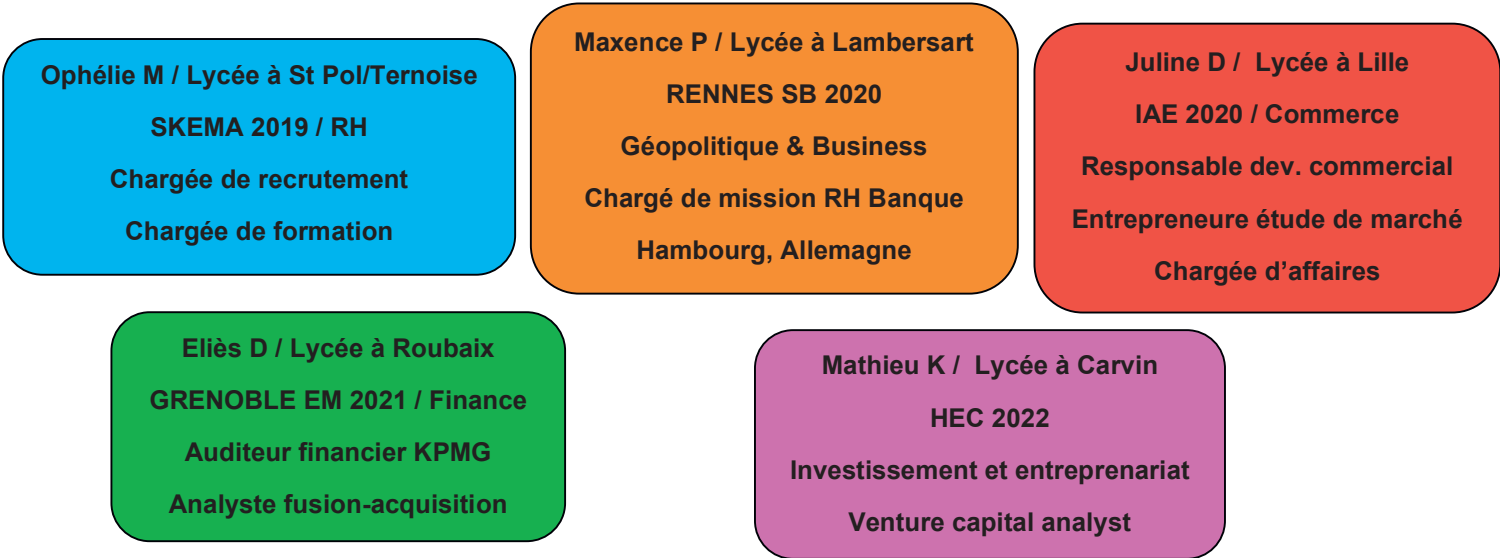 Ophélie M / Lycée à St Pol/Ternoise
SKEMA 2019 / RH
Chargée de recrutement
Chargée de formation
Maxence P / Lycée à Lambersart
RENNES SB 2020
Géopolitique & Business
Chargé de mission RH Banque
Hambourg, Allemagne
Juline D / Lycée à Lille
IAE 2020 / Commerce
Responsable dev. commercial
Entrepreneure étude de marché
Chargée d’affaires
Eliès D / Lycée à Roubaix
GRENOBLE EM 2021 / Finance
Auditeur financier KPMG
Analyste fusion-acquisition
Mathieu K / Lycée à Carvin
HEC 2022
Investissement et entreprenariat
Venture capital analyst